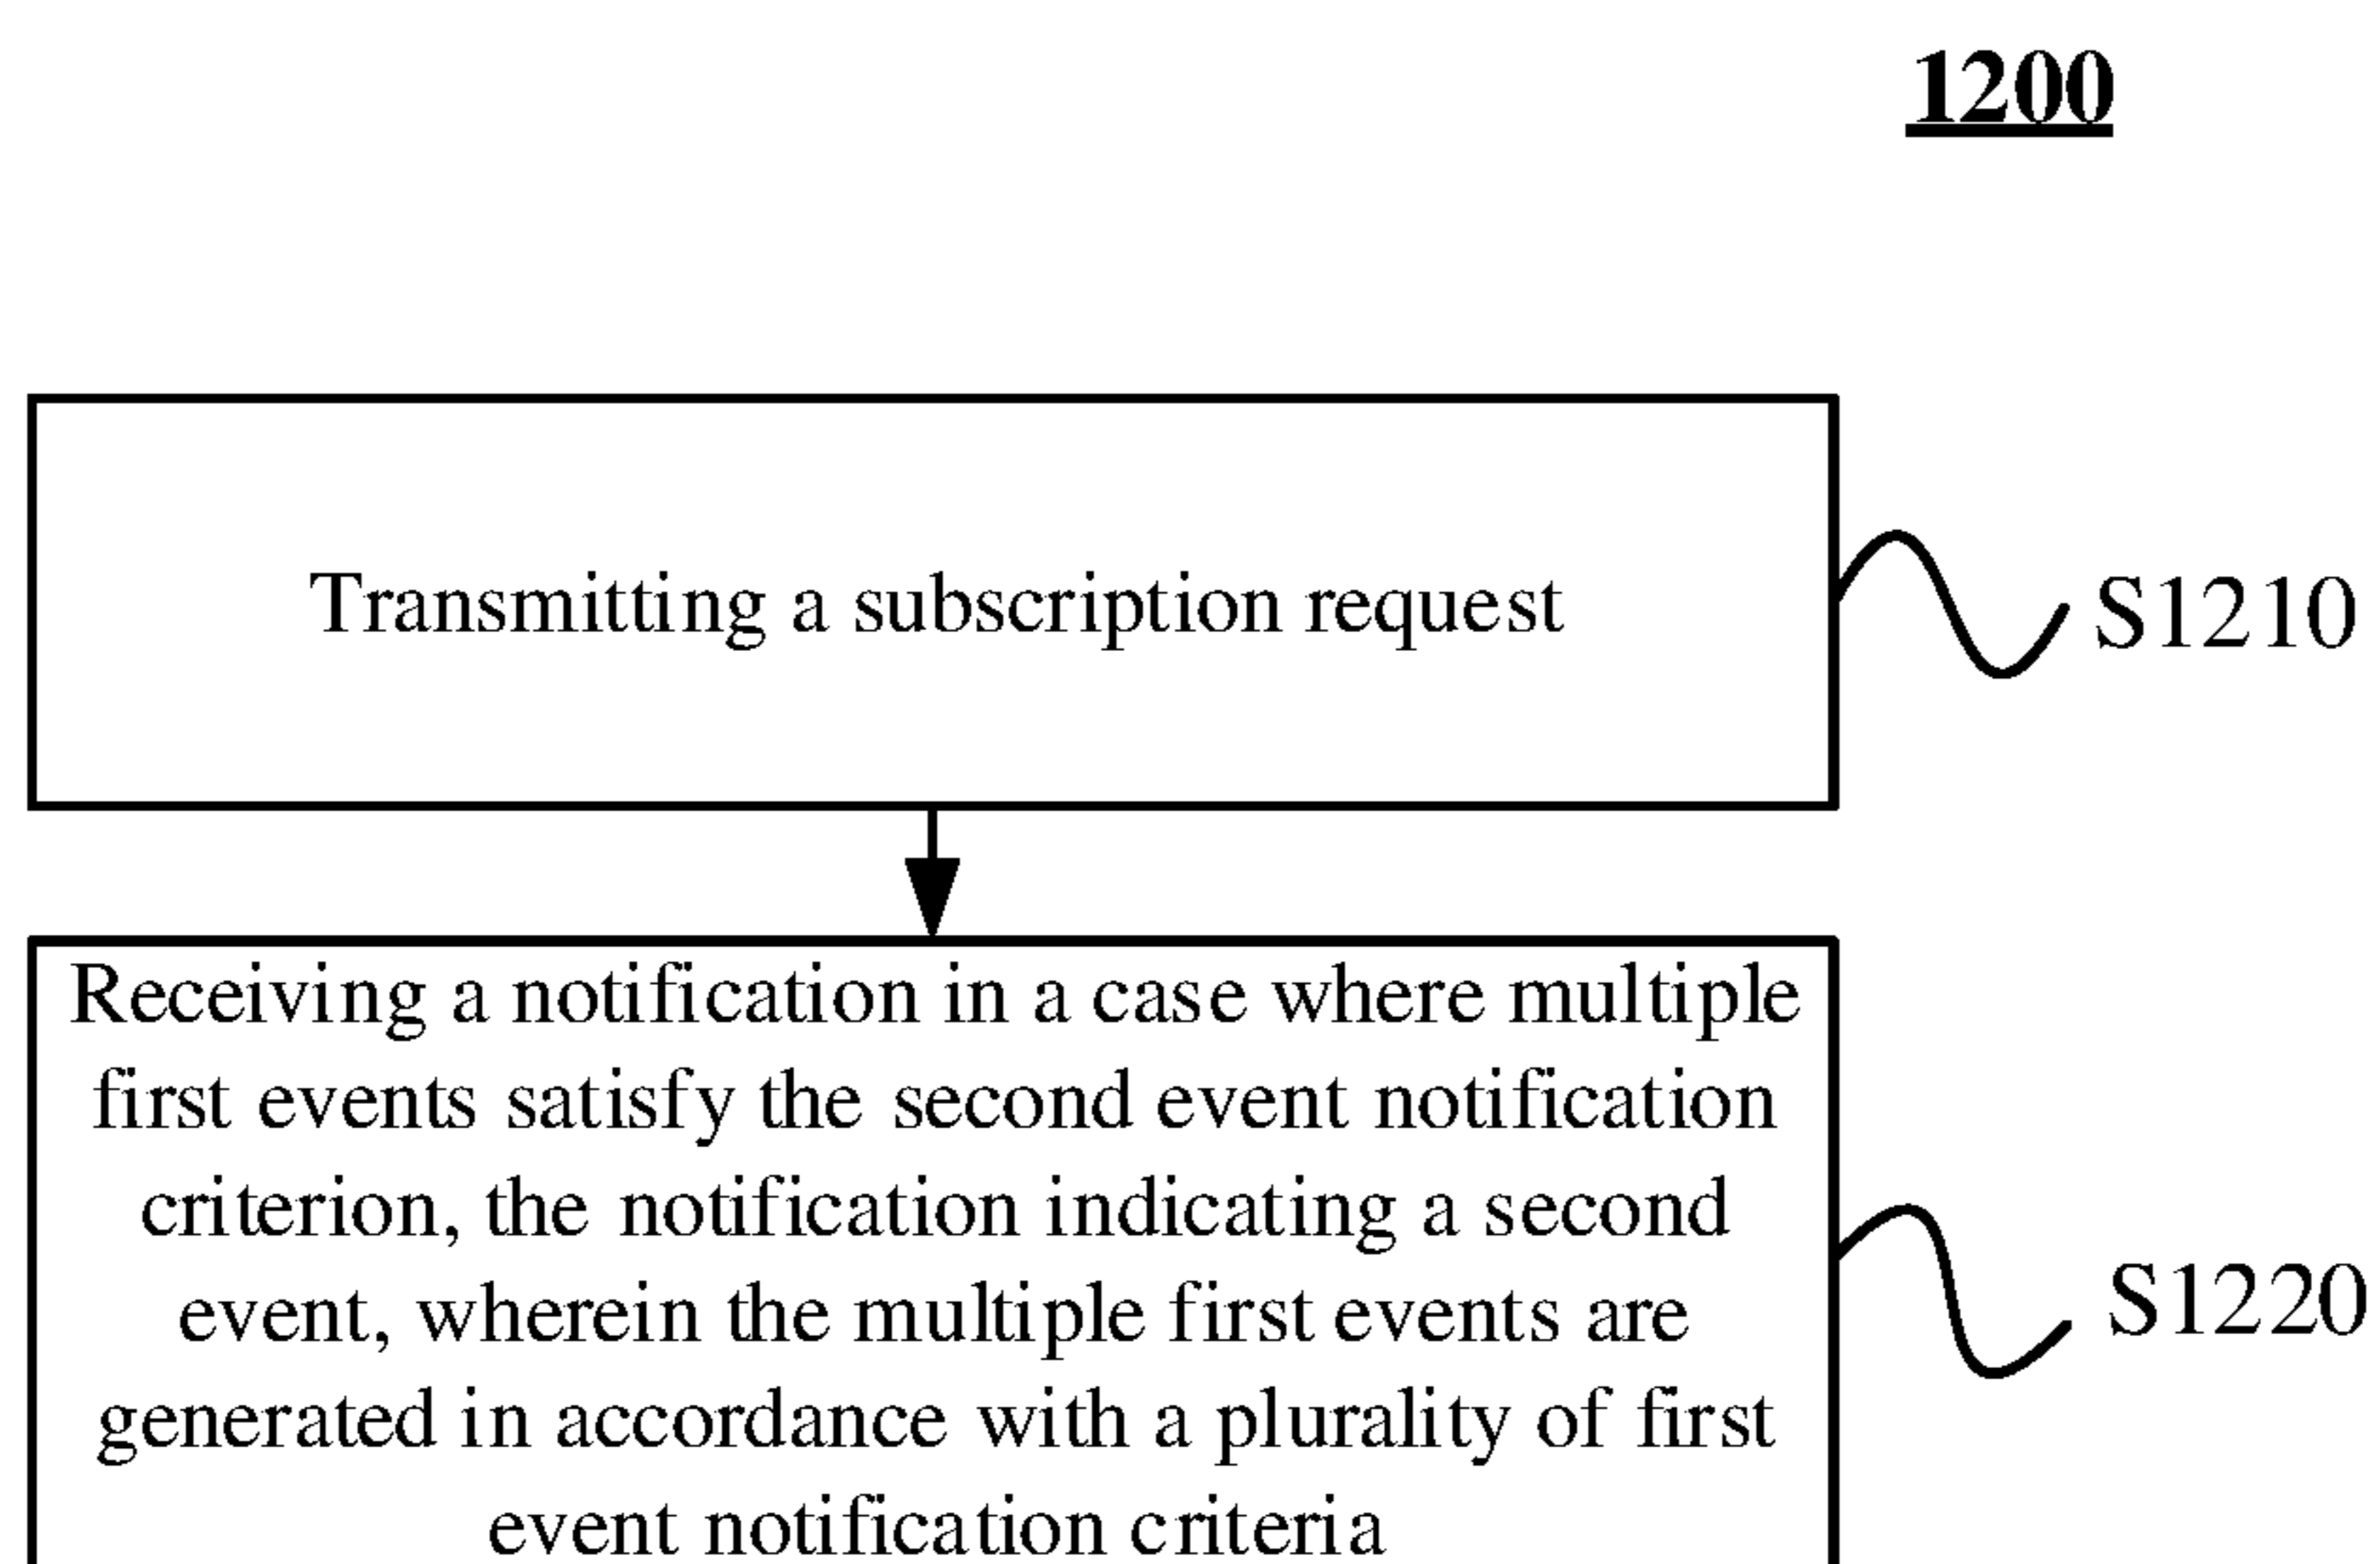 1200
Transmitting a subscription request
S1210
Receiving a notification in a case where multiple
first events satisfy the second event notification
criterion, the notification indicating a second
event, wherein the multiple first events are
generated in accordance with a plurality of first
event notification criteria
S1220